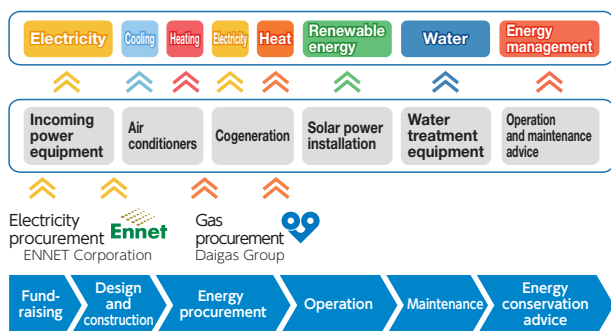 Electricity
Cooling
Heating
Electricity
Heat
Renewable
energy
Water
Energy
management
Incoming
power
equipment
Air
conditioners
Cogeneration
Solar power
installation
Water
treatment
equipment
Operation
and maintenance
advice
Electricity
procurement
Ennet
ENNET Corporation
Gas
procurement
Daigas Group
Fund-
raising
Design
and
construction
Energy
procurement
Operation
Maintenance
Energy
conservation
advice